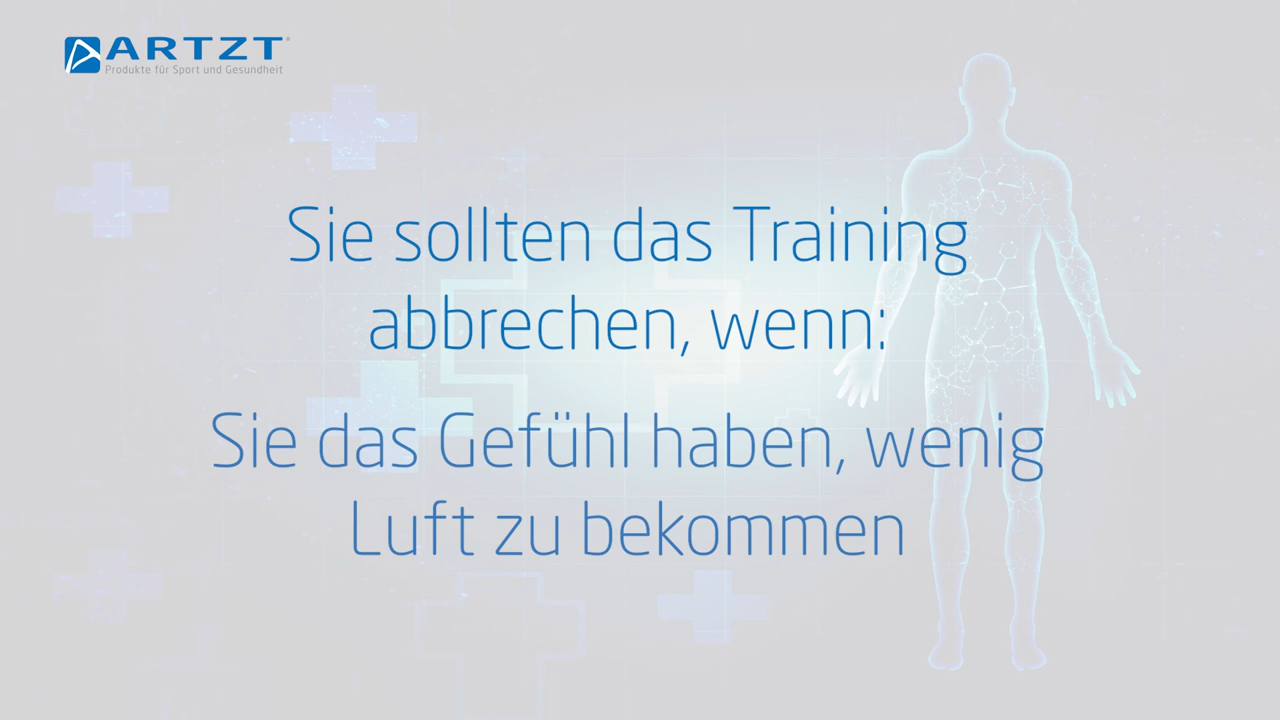 ARTZT
Produkte für Sport und Gesundheit
Sie sollten das Training
abbrechen, wenn:
Sie das Gefühl haben, wenig
Luft zu bekommen